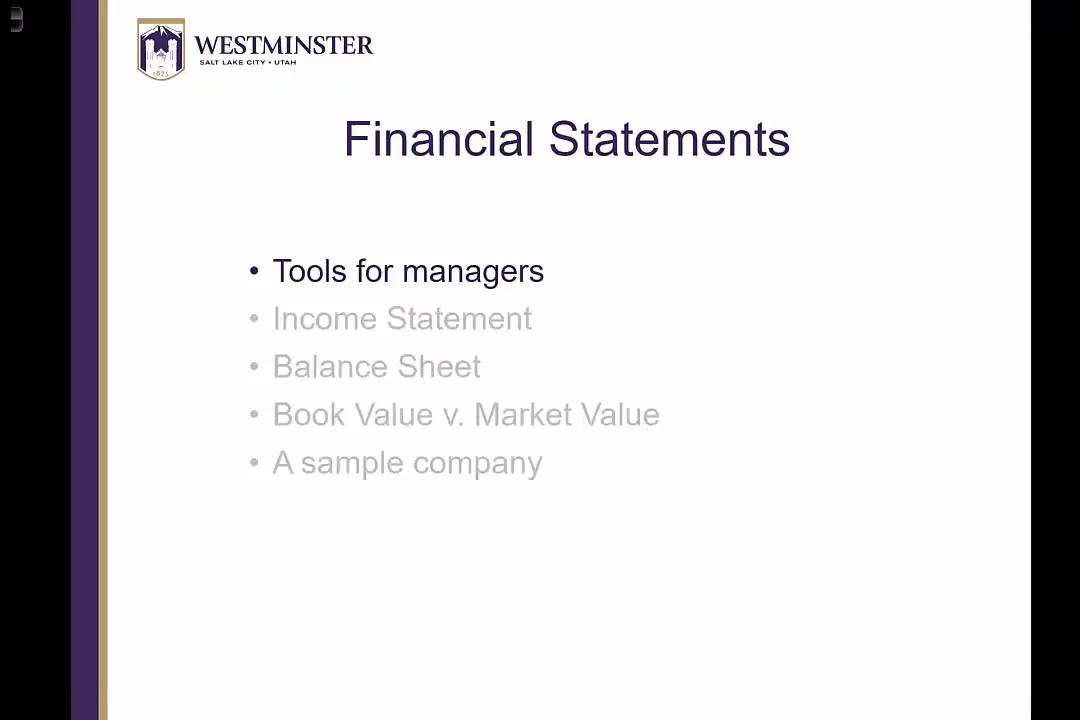 WESTMINSTER
SALT LAKE CITY • UTAH
1875
Financial Statements
• Tools for managers
• Income Statement
• Balance Sheet
• Book Value v. Market Value
• A sample company